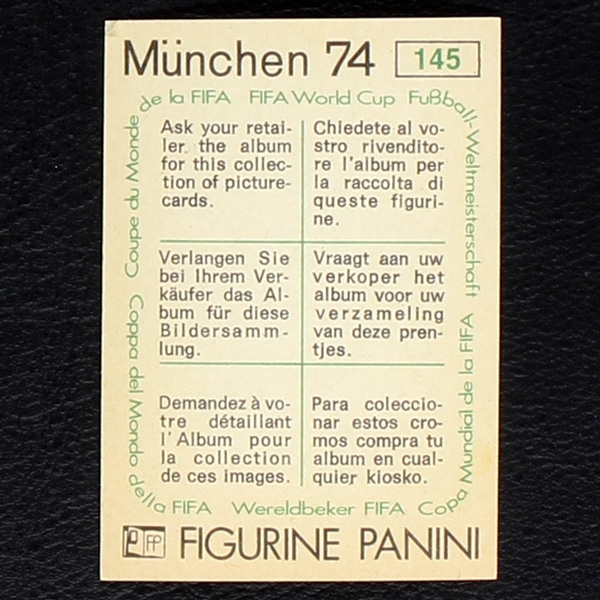 München 74 145
de la FIFA FIFA World Cup Fußball-Weltmeisterschaft
Coppa del Mondo della FIFA Wereldbeker FIFA Copa Mundial de la FIFA
Coupe du Monde
Ask your retai-
ler. the album
for this collec-
tion of picture-
cards.
Chiedete al vo-
stro rivendito-
re l'album per
la raccolta di
queste figuri-
ne.
Verlangen Sie
bei Ihrem Ver-
käufer das Al-
bum für diese
Bildersamm-
lung.
Vraagt aan uw
verkoper het
album voor uw
verzameling
van deze pren-
tjes.
Demandez à vo-
tre détaillant
l'Album pour
la collection
de ces images.
Para coleccio-
nar estos cro-
mos compra tu
album en cual-
quier kiosko.
FP FIGURINE PANINI